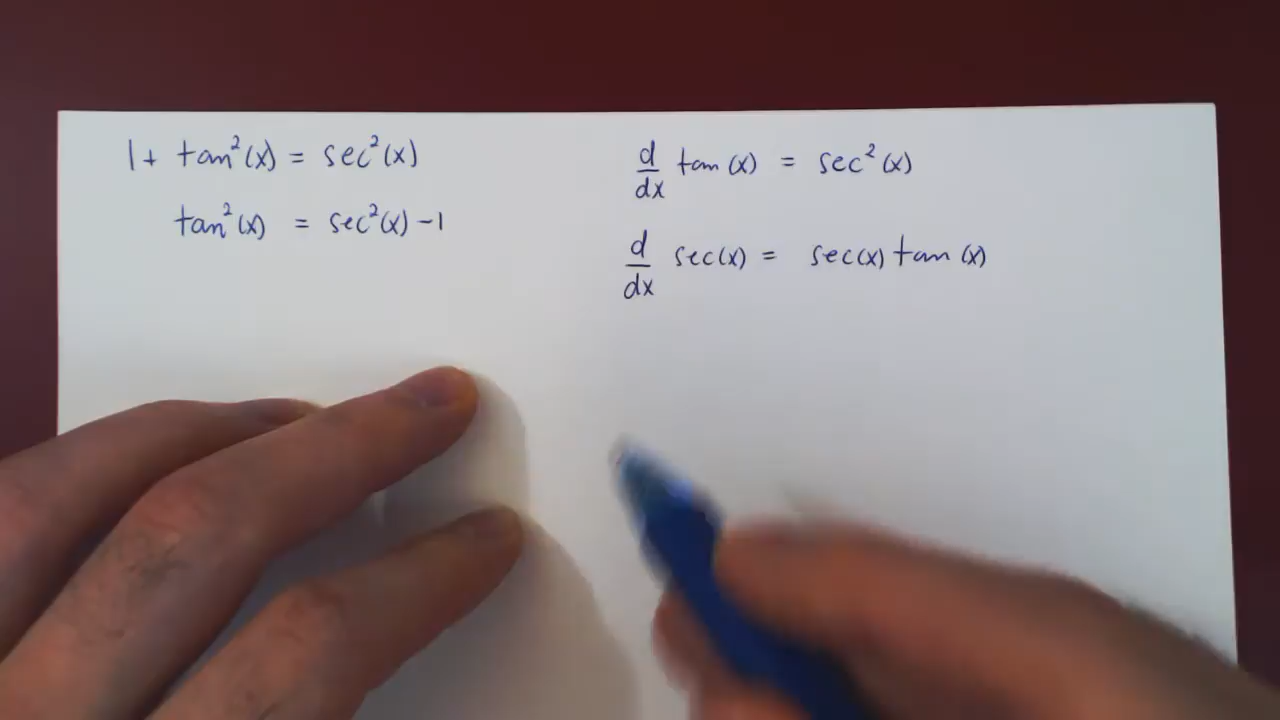 1 + tan²(x) = sec²(x)
tan²(x) = sec²(x) - 1
d/dx tan(x) = sec²(x)
d/dx sec(x) = sec(x) tan(x)